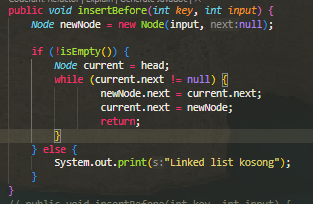 public void insertBefore(int key, int input) {
Node newNode = new Node(input, next:null);
if (!isEmpty()) {
Node current = head;
while (current.next != null) {
newNode.next = current.next;
current.next = newNode;
return;
}
} else {
System.out.print(s:"Linked list kosong");
}
}
// public void insertBefore(int key, int input) {